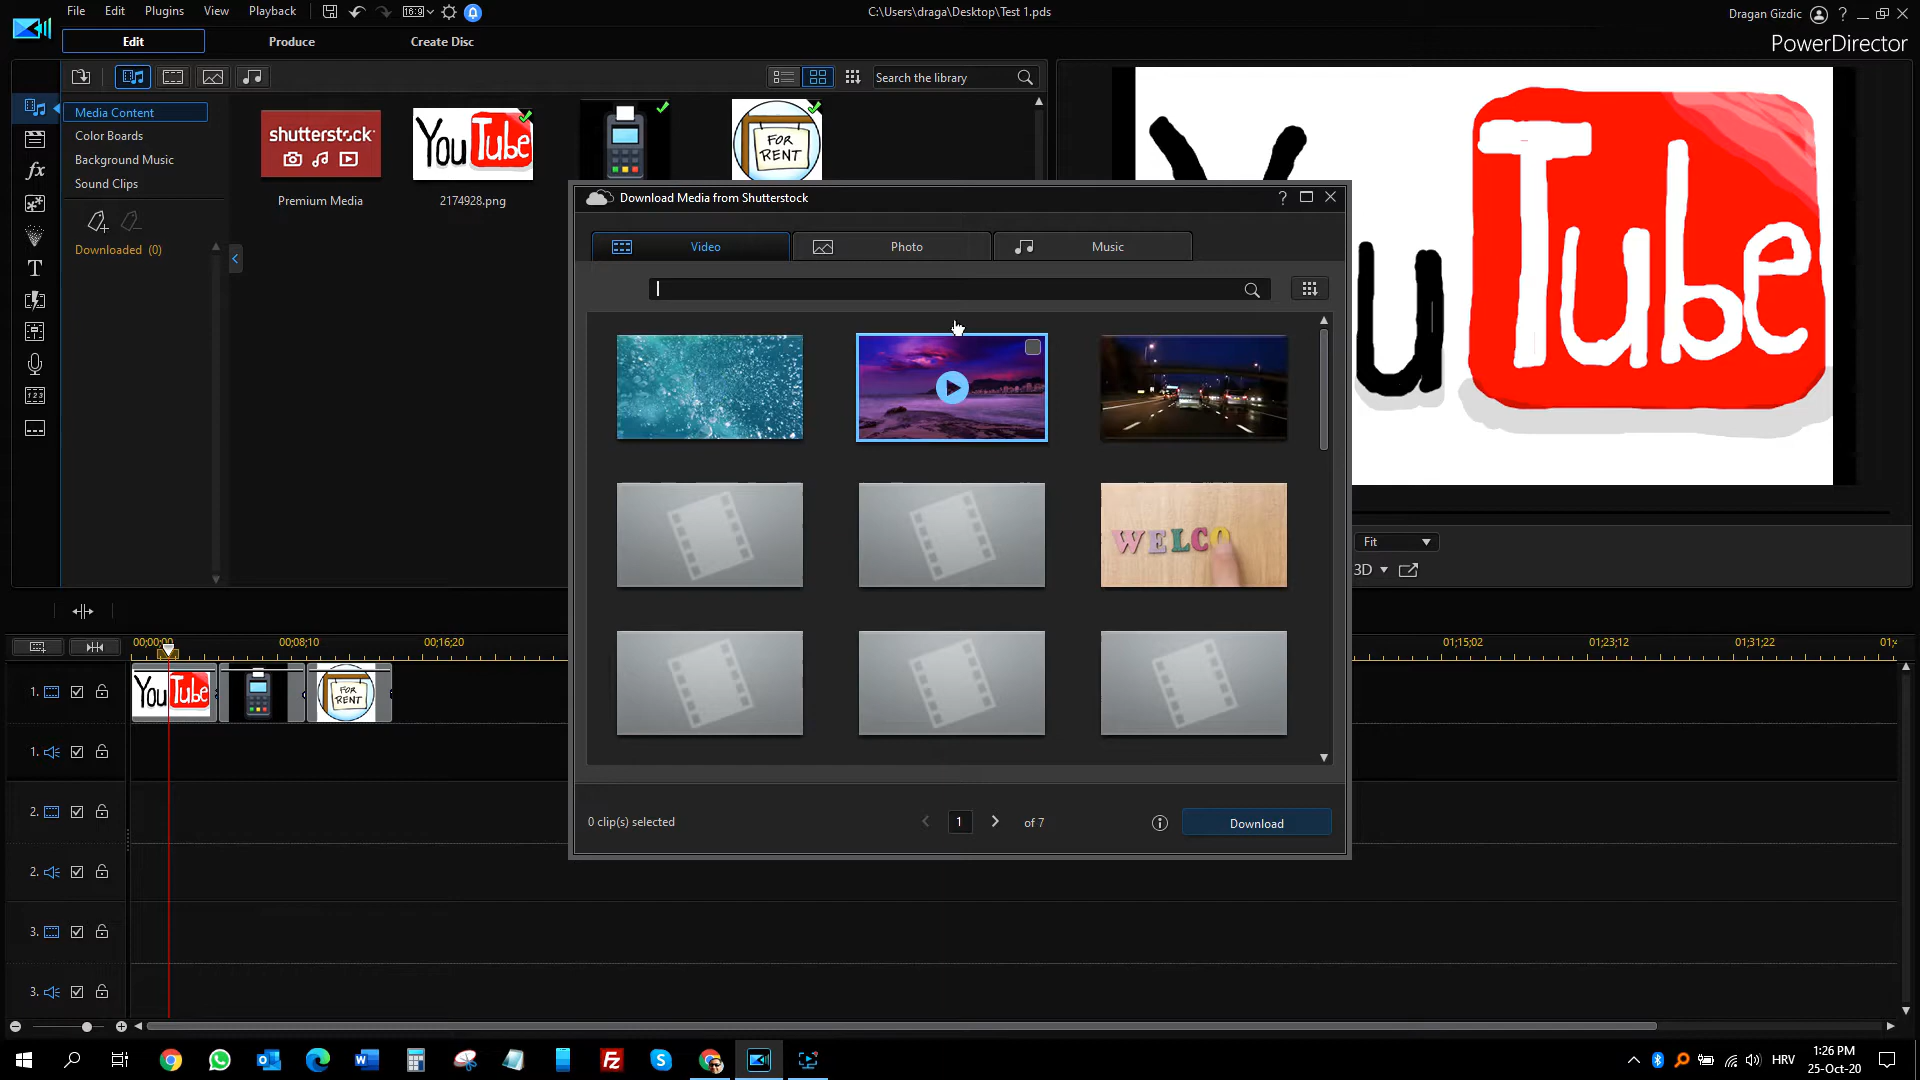 File Edit Plugins View Playback 16:9 C:\Users\draga\Desktop\Test 1.pds Dragan Gizdic ?
Edit Produce Create Disc PowerDirector
Search the library
Media Content
Color Boards
Background Music
Sound Clips
Downloaded (0)
shutterstock
Premium Media
You Tube
2174928.png
FOR
RENT
Tube
u
Download Media from Shutterstock ?
Video Photo Music
WELCO
0 clip(s) selected 1 of 7 Download
Fit
3D
fx
T
00;00;00 00;08;10 00;16;20 01;15;02 01;23;12 01;31;22
1.
You Tube
FOR
RENT
1.
2.
2.
3.
3.
HRV
1:26 PM
25-Oct-20